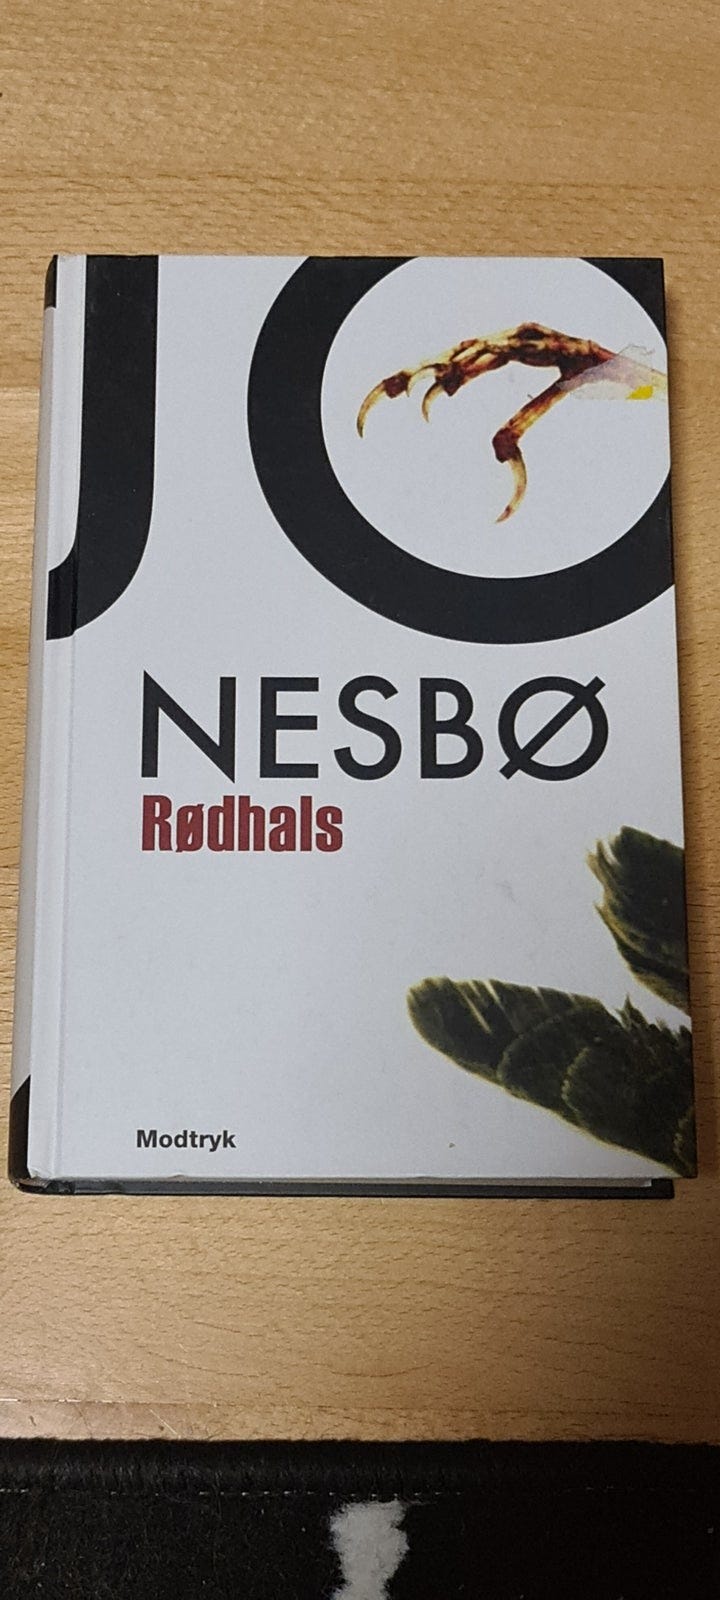 JO
NESBØ
Rødhals
Modtryk